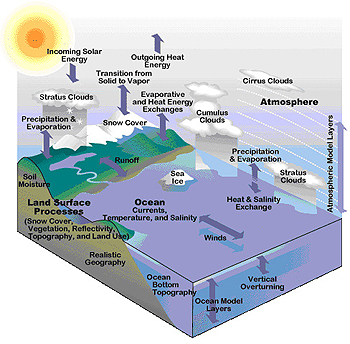 Incoming Solar
Energy
Outgoing Heat
Energy
Transition from
Solid to Vapor
Cirrus Clouds
Stratus Clouds
Evaporative
and Heat Energy
Exchanges
Atmosphere
Cumulus
Clouds
Precipitation &
Evaporation
Snow Cover
Atmospheric Model Layers
Precipitation
& Evaporation
Runoff
Soil
Moisture
Sea
Ice
Stratus
Clouds
Land Surface
Processes
(Snow Cover,
Vegetation, Reflectivity,
Topography, and Land Use)
Ocean
Currents,
Temperature, and Salinity
Heat & Salinity
Exchange
Winds
Realistic
Geography
Ocean
Bottom
Topography
Vertical
Overturning
Ocean Model
Layers